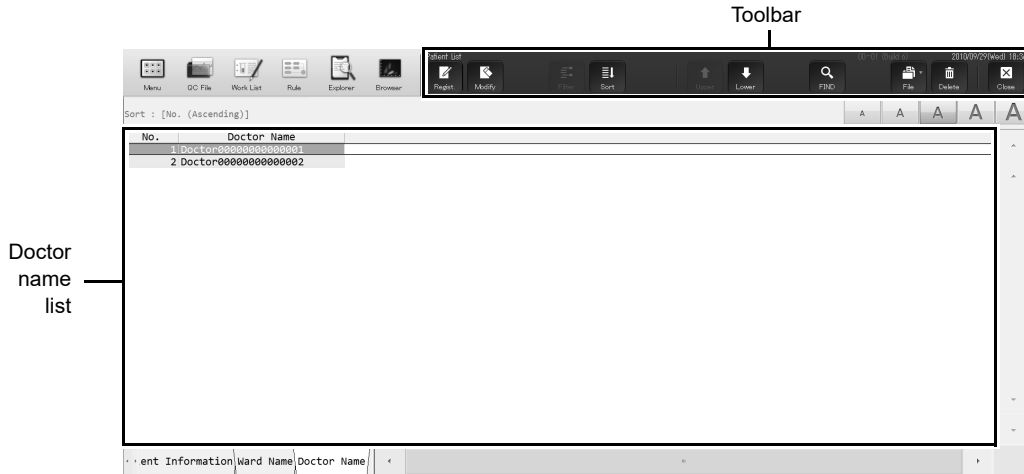 Toolbar
Patient List
2010/09/29(Wed) 18:3
Menu
QC File
Work List
Rule
Explorer
Browser
Regist.
Modify
Filter
Sort
Upper
Lower
FIND
File
Delete
Close
Sort : [No. (Ascending)]
A A A A A
No. Doctor Name
1 Doctor00000000000001
2 Doctor00000000000002
Doctor
name
list
ent Information Ward Name Doctor Name